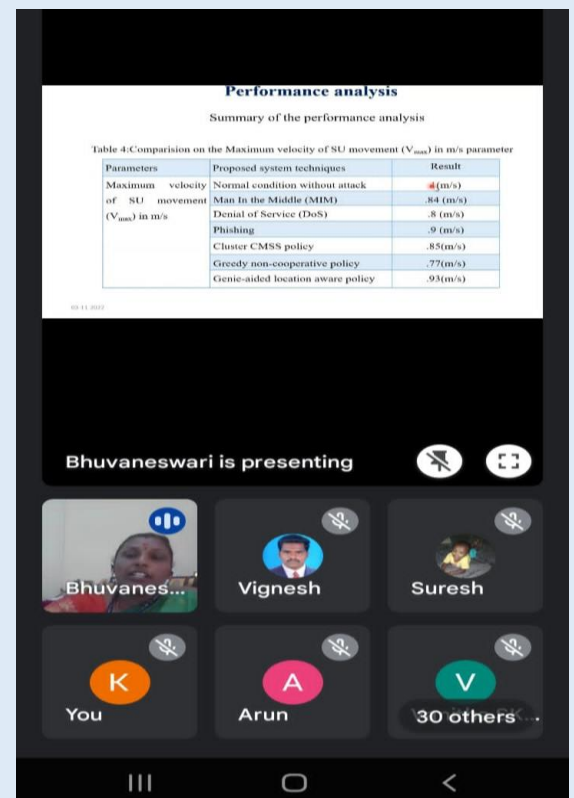 Performance analysis
Summary of the performance analysis
Table 4:Comparision on the Maximum velocity of SU movement (Vmax) in m/s parameter
Parameters Proposed system techniques Result
Maximum velocity Normal condition without attack (m/s)
of SU movement Man In the Middle (MIM) .84 (m/s)
(Vmax) in m/s Denial of Service (DoS) .8 (m/s)
Phishing .9 (m/s)
Cluster CMSS policy .85(m/s)
Greedy non-cooperative policy .77(m/s)
Genie-aided location aware policy .93(m/s)
03-11-2022
Bhuvaneswari is presenting
Bhuvanes... Vignesh Suresh
K A V
You Arun 30 others